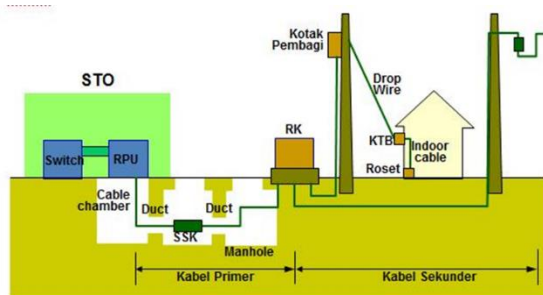 STO
Switch
RPU
Cable
chamber
Duct
SSK
Duct
Manhole
RK
Kotak
Pembagi
Drop
Wire
KTB
Indoor
cable
Roset
Kabel Primer
Kabel Sekunder